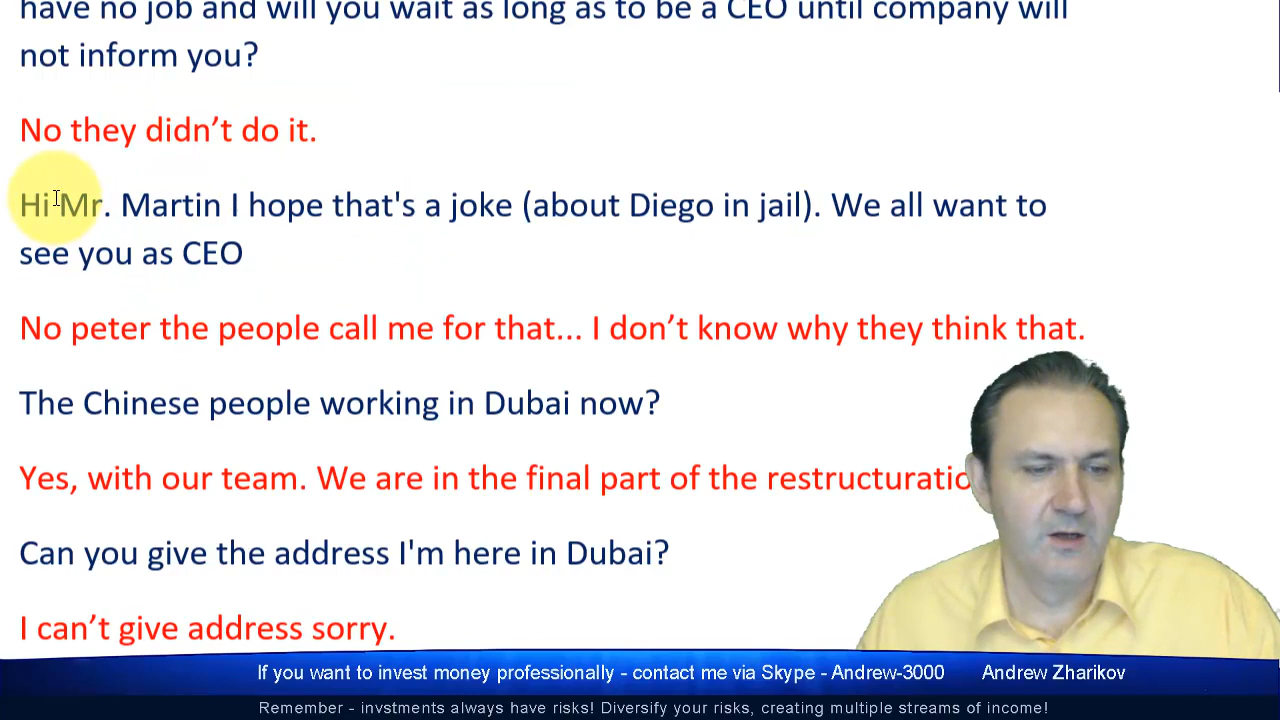 have no job and will you wait as long as to be a CEO until company will
not inform you?
No they didn’t do it.
Hi Mr. Martin I hope that's a joke (about Diego in jail). We all want to
see you as CEO
No peter the people call me for that... I don’t know why they think that.
The Chinese people working in Dubai now?
Yes, with our team. We are in the final part of the restructuratio
Can you give the address I'm here in Dubai?
I can’t give address sorry.
If you want to invest money professionally - contact me via Skype - Andrew-3000 Andrew Zharikov
Remember - invstments always have risks! Diversify your risks, creating multiple streams of income!